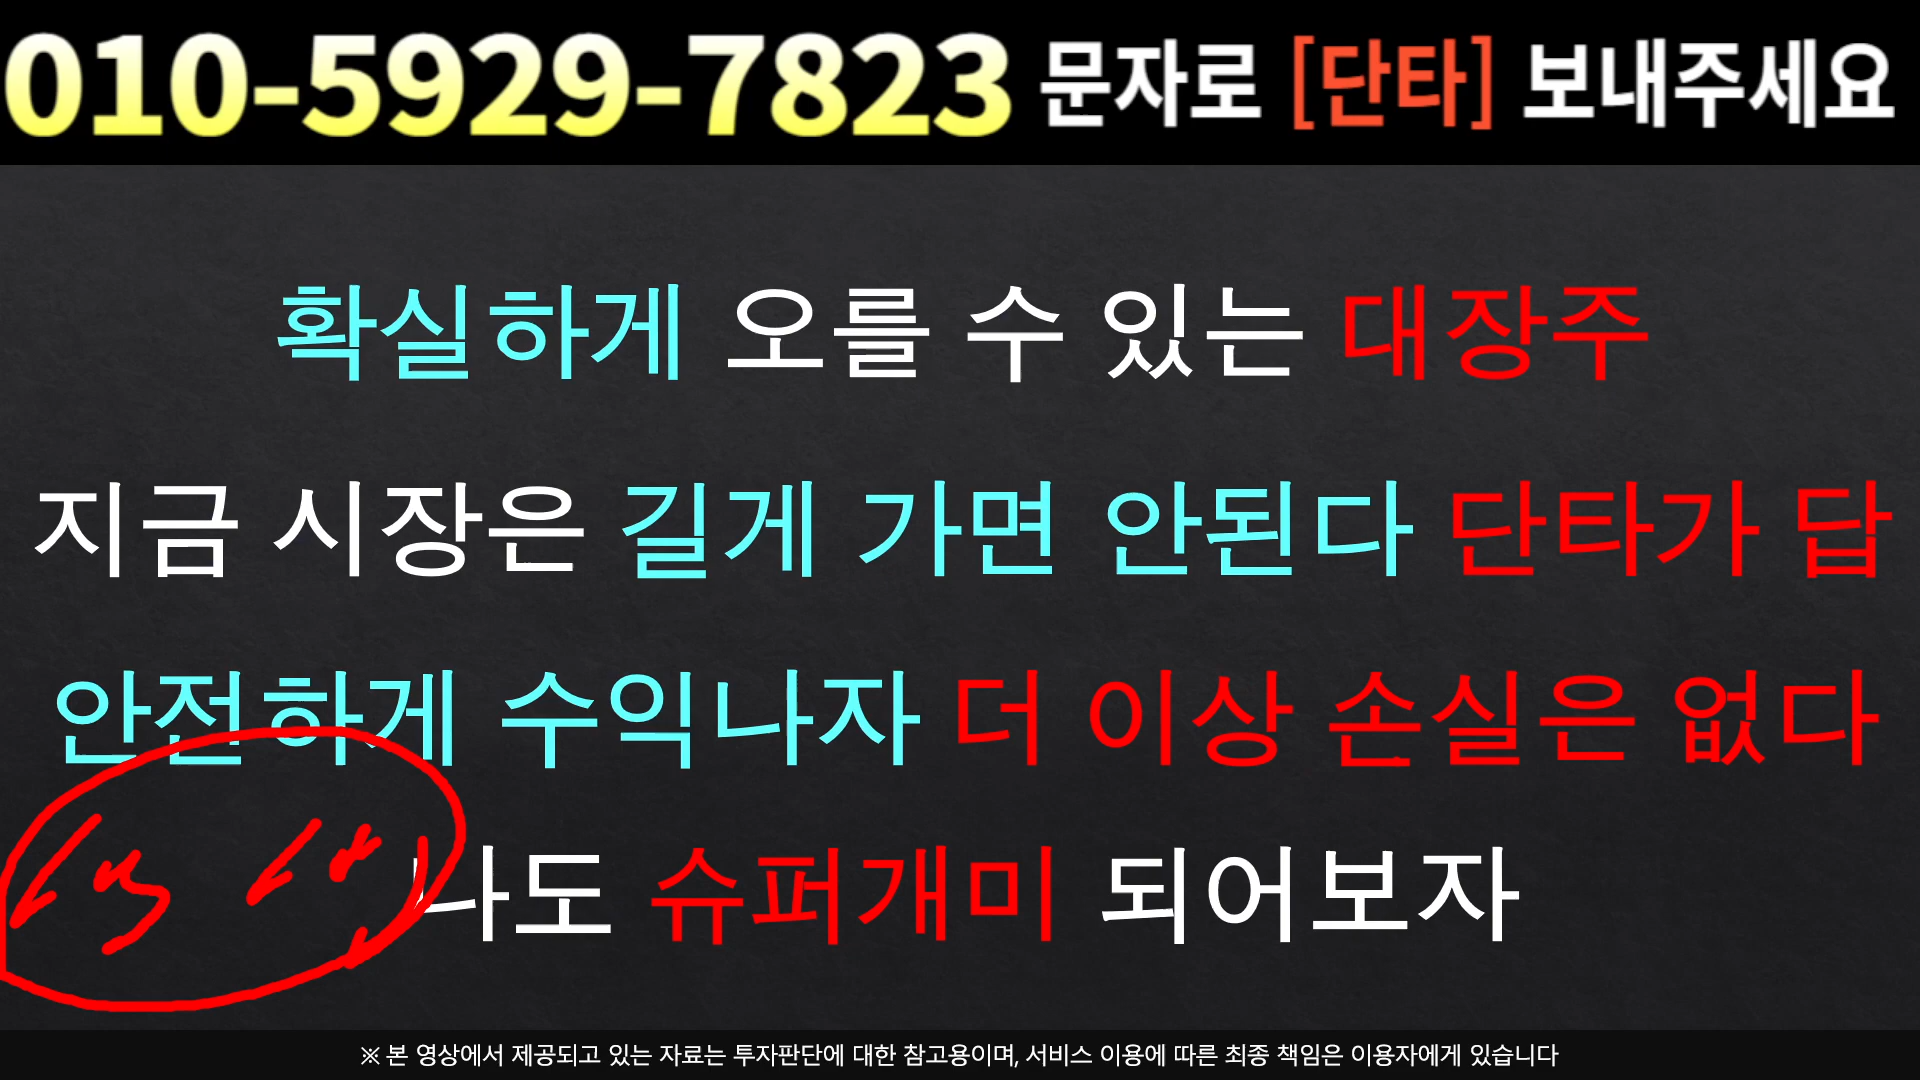 010-5929-7823 문자로 [단타] 보내주세요
확실하게 오를 수 있는 대장주
지금 시장은 길게 가면 안된다 단타가 답
안전하게 수익나자 더 이상 손실은 없다
나도 슈퍼개미 되어보자
※ 본 영상에서 제공되고 있는 자료는 투자판단에 대한 참고용이며, 서비스 이용에 따른 최종 책임은 이용자에게 있습니다